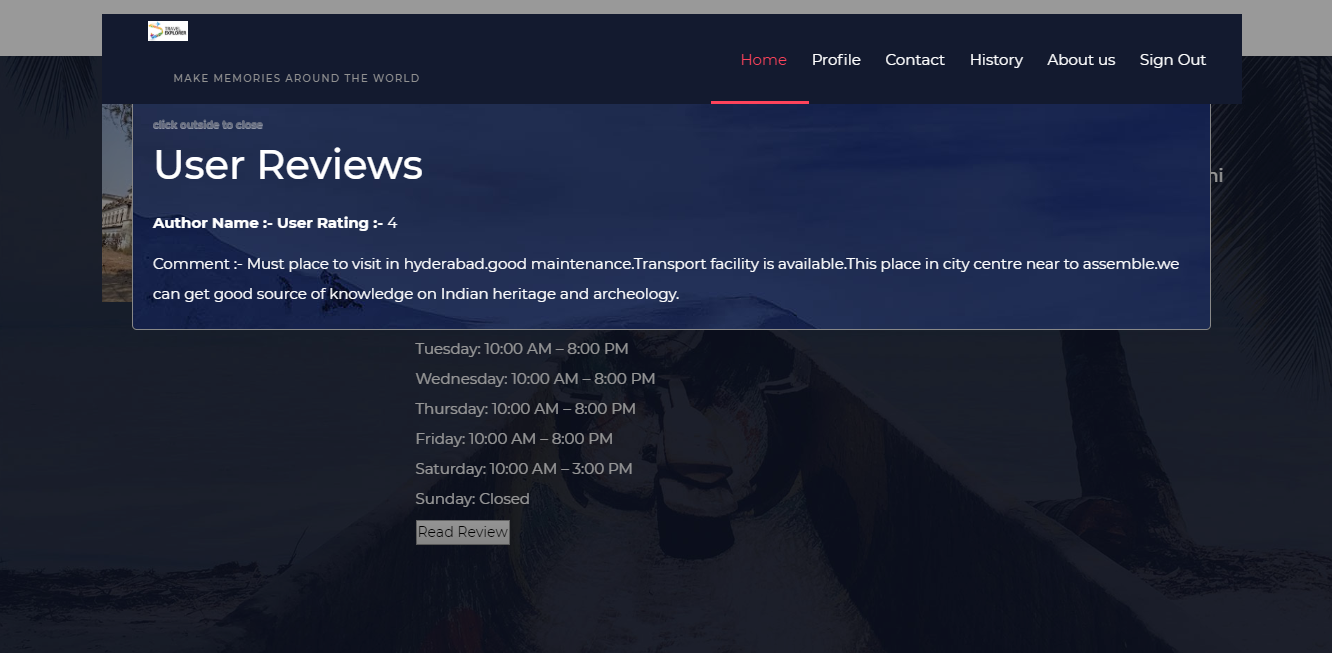 TRAVEL
EXPLORER
MAKE MEMORIES AROUND THE WORLD
Home Profile Contact History About us Sign Out
click outside to close
User Reviews
Author Name :- User Rating :- 4
Comment :- Must place to visit in hyderabad.good maintenance.Transport facility is available.This place in city centre near to assemble.we
can get good source of knowledge on Indian heritage and archeology.
Tuesday: 10:00 AM – 8:00 PM
Wednesday: 10:00 AM – 8:00 PM
Thursday: 10:00 AM – 8:00 PM
Friday: 10:00 AM – 8:00 PM
Saturday: 10:00 AM – 3:00 PM
Sunday: Closed
Read Review